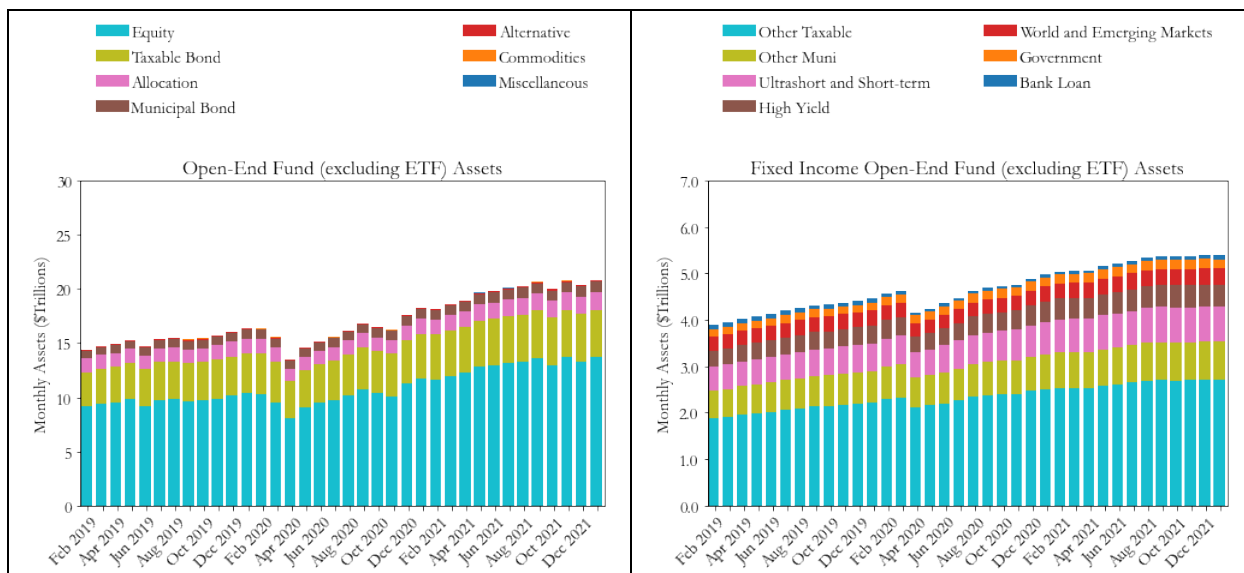 Equity
Taxable Bond
Allocation
Municipal Bond
Alternative
Commodities
Miscellaneous
Open-End Fund (excluding ETF) Assets
Monthly Assets ($Trillions)
30
25
20
15
10
5
0
Feb 2019
Apr 2019
Jun 2019
Aug 2019
Oct 2019
Dec 2019
Feb 2020
Apr 2020
Jun 2020
Aug 2020
Oct 2020
Dec 2020
Feb 2021
Apr 2021
Jun 2021
Aug 2021
Oct 2021
Dec 2021
Other Taxable
Other Muni
Ultrashort and Short-term
High Yield
World and Emerging Markets
Government
Bank Loan
Fixed Income Open-End Fund (excluding ETF) Assets
Monthly Assets ($Trillions)
7.0
6.0
5.0
4.0
3.0
2.0
1.0
0.0
Feb 2019
Apr 2019
Jun 2019
Aug 2019
Oct 2019
Dec 2019
Feb 2020
Apr 2020
Jun 2020
Aug 2020
Oct 2020
Dec 2020
Feb 2021
Apr 2021
Jun 2021
Aug 2021
Oct 2021
Dec 2021